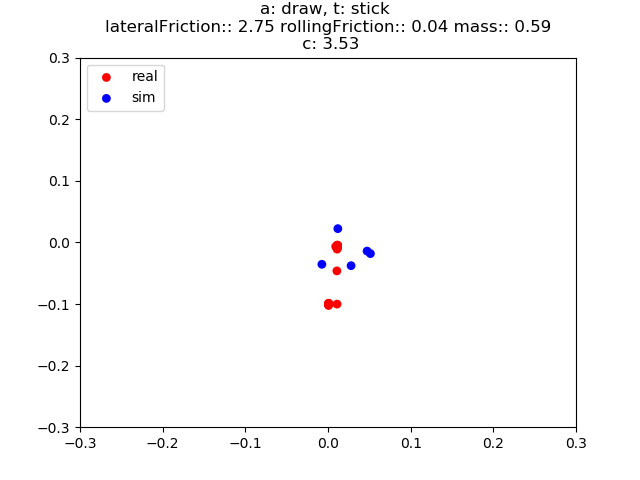 a: draw, t: stick
lateralFriction:: 2.75 rollingFriction:: 0.04 mass:: 0.59
c: 3.53
real
sim
0.3
0.2
0.1
0.0
−0.1
−0.2
−0.3
−0.3 −0.2 −0.1 0.0 0.1 0.2 0.3